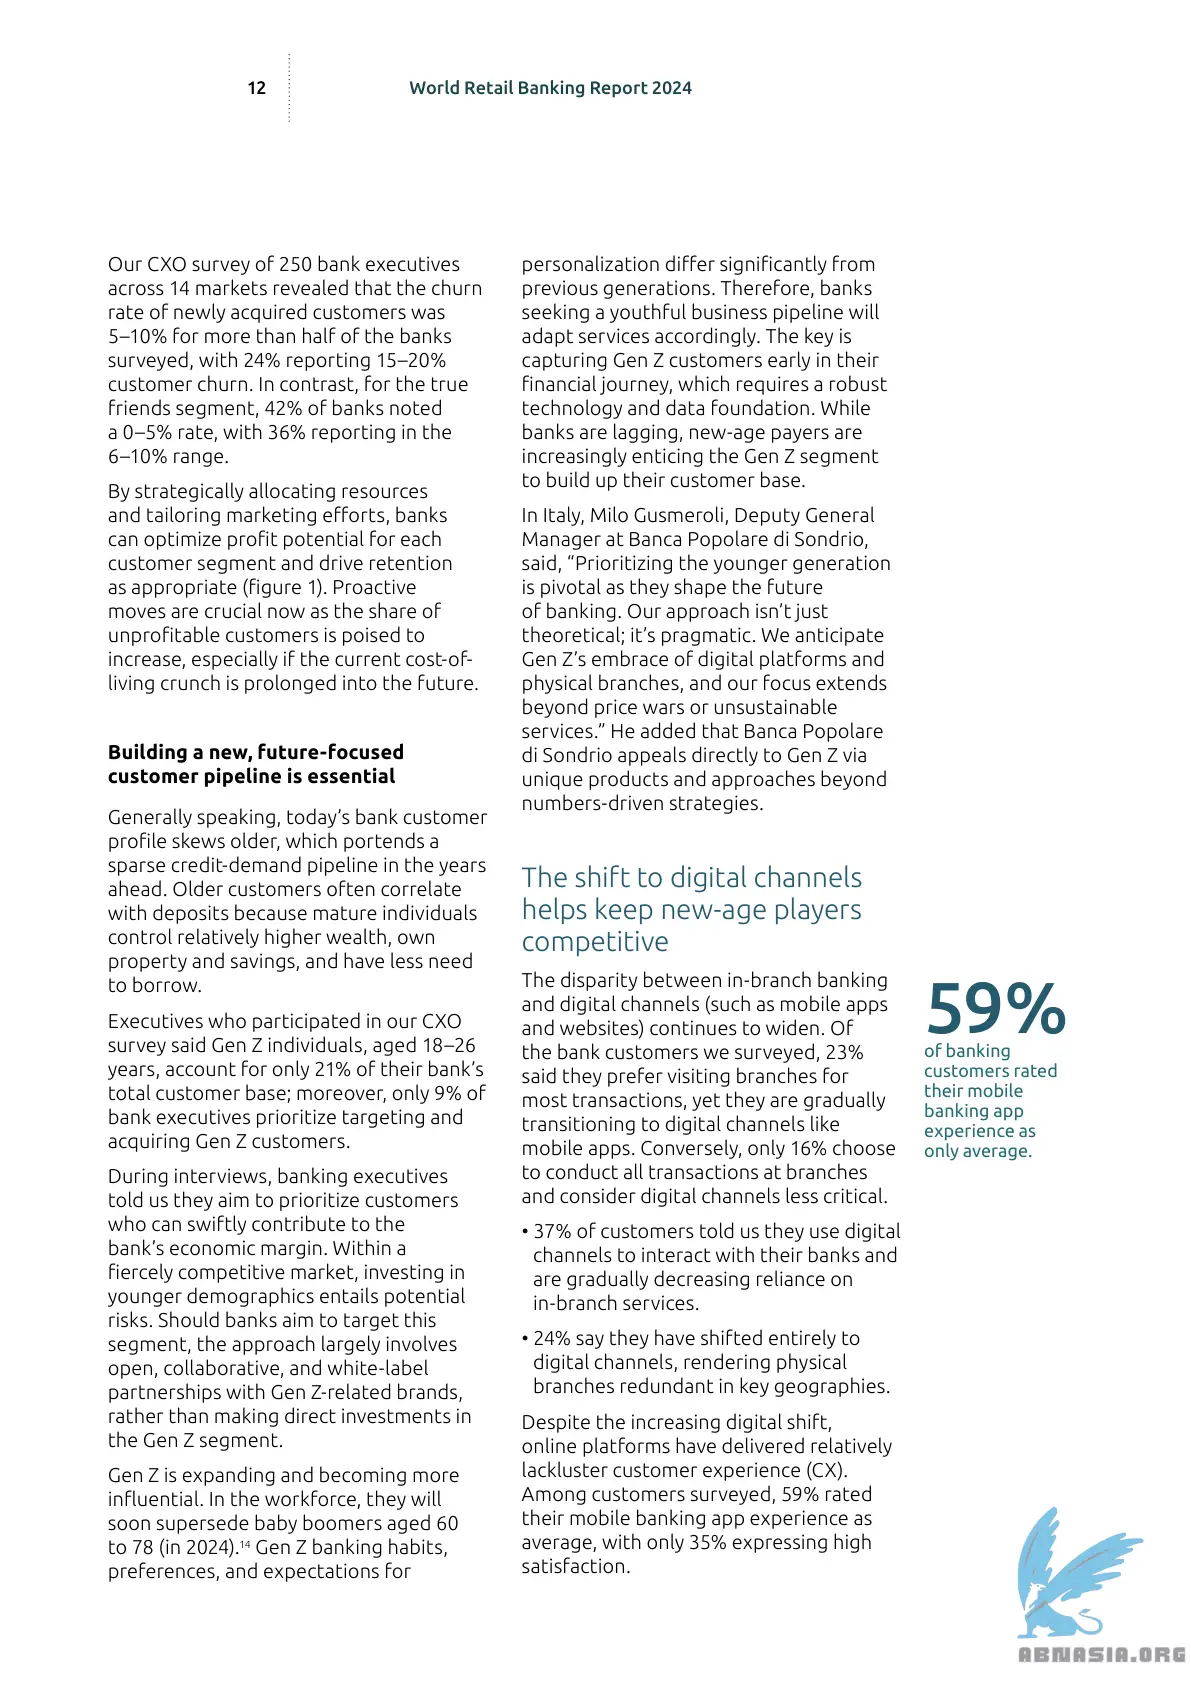 12
World Retail Banking Report 2024
Our CXO survey of 250 bank executives
across 14 markets revealed that the churn
rate of newly acquired customers was
5–10% for more than half of the banks
surveyed, with 24% reporting 15–20%
customer churn. In contrast, for the true
friends segment, 42% of banks noted
a 0–5% rate, with 36% reporting in the
6–10% range.
By strategically allocating resources
and tailoring marketing efforts, banks
can optimize profit potential for each
customer segment and drive retention
as appropriate (figure 1). Proactive
moves are crucial now as the share of
unprofitable customers is poised to
increase, especially if the current cost-of-
living crunch is prolonged into the future.
Building a new, future-focused
customer pipeline is essential
Generally speaking, today’s bank customer
profile skews older, which portends a
sparse credit-demand pipeline in the years
ahead. Older customers often correlate
with deposits because mature individuals
control relatively higher wealth, own
property and savings, and have less need
to borrow.
Executives who participated in our CXO
survey said Gen Z individuals, aged 18–26
years, account for only 21% of their bank’s
total customer base; moreover, only 9% of
bank executives prioritize targeting and
acquiring Gen Z customers.
During interviews, banking executives
told us they aim to prioritize customers
who can swiftly contribute to the
bank’s economic margin. Within a
fiercely competitive market, investing in
younger demographics entails potential
risks. Should banks aim to target this
segment, the approach largely involves
open, collaborative, and white-label
partnerships with Gen Z-related brands,
rather than making direct investments in
the Gen Z segment.
Gen Z is expanding and becoming more
influential. In the workforce, they will
soon supersede baby boomers aged 60
to 78 (in 2024).14 Gen Z banking habits,
preferences, and expectations for
personalization differ significantly from
previous generations. Therefore, banks
seeking a youthful business pipeline will
adapt services accordingly. The key is
capturing Gen Z customers early in their
financial journey, which requires a robust
technology and data foundation. While
banks are lagging, new-age payers are
increasingly enticing the Gen Z segment
to build up their customer base.
In Italy, Milo Gusmeroli, Deputy General
Manager at Banca Popolare di Sondrio,
said, “Prioritizing the younger generation
is pivotal as they shape the future
of banking. Our approach isn’t just
theoretical; it’s pragmatic. We anticipate
Gen Z’s embrace of digital platforms and
physical branches, and our focus extends
beyond price wars or unsustainable
services.” He added that Banca Popolare
di Sondrio appeals directly to Gen Z via
unique products and approaches beyond
numbers-driven strategies.
The shift to digital channels
helps keep new-age players
competitive
The disparity between in-branch banking
and digital channels (such as mobile apps
and websites) continues to widen. Of
the bank customers we surveyed, 23%
said they prefer visiting branches for
most transactions, yet they are gradually
transitioning to digital channels like
mobile apps. Conversely, only 16% choose
to conduct all transactions at branches
and consider digital channels less critical.
• 37% of customers told us they use digital
channels to interact with their banks and
are gradually decreasing reliance on
in-branch services.
• 24% say they have shifted entirely to
digital channels, rendering physical
branches redundant in key geographies.
Despite the increasing digital shift,
online platforms have delivered relatively
lackluster customer experience (CX).
Among customers surveyed, 59% rated
their mobile banking app experience as
average, with only 35% expressing high
satisfaction.
59%
of banking
customers rated
their mobile
banking app
experience as
only average.
ABNASIA.ORG